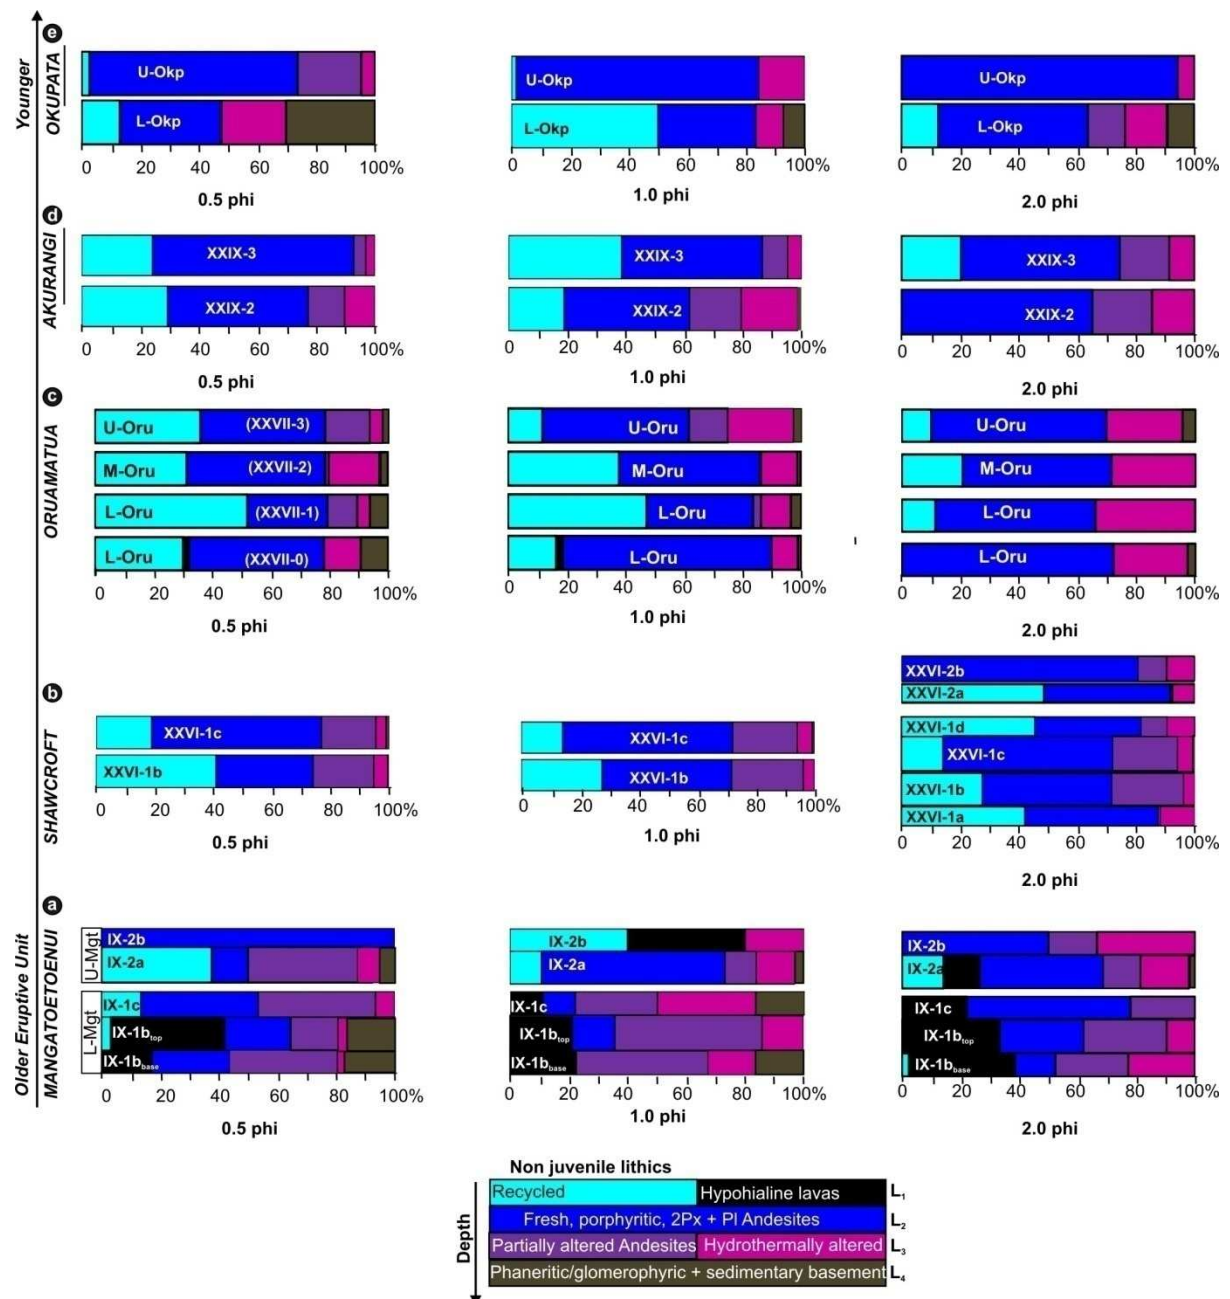 Younger
OKUPATA
e
U-Okp
L-Okp
0 20 40 60 80 100%
0.5 phi
U-Okp
L-Okp
0 20 40 60 80 100%
1.0 phi
U-Okp
L-Okp
0 20 40 60 80 100%
2.0 phi
AKURANGI
d
XXIX-3
XXIX-2
0 20 40 60 80 100%
0.5 phi
XXIX-3
XXIX-2
0 20 40 60 80 100%
1.0 phi
XXIX-3
XXIX-2
0 20 40 60 80 100%
2.0 phi
ORUAMATUA
c
U-Oru (XXVII-3)
M-Oru (XXVII-2)
L-Oru (XXVII-1)
L-Oru (XXVII-0)
0 20 40 60 80 100%
0.5 phi
U-Oru
M-Oru
L-Oru
L-Oru
0 20 40 60 80 100%
1.0 phi
U-Oru
M-Oru
L-Oru
L-Oru
0 20 40 60 80 100%
2.0 phi
SHAWCROFT
b
XXVI-1c
XXVI-1b
0 20 40 60 80 100%
0.5 phi
XXVI-1c
XXVI-1b
0 20 40 60 80 100%
1.0 phi
XXVI-2b
XXVI-2a
XXVI-1d
XXVI-1c
XXVI-1b
XXVI-1a
0 20 40 60 80 100%
2.0 phi
Older Eruptive Unit
MANGATOETOENUI
a
U-Mgt
L-Mgt
IX-2b
IX-2a
IX-1c
IX-1b top
IX-1b base
0 20 40 60 80 100%
0.5 phi
IX-2b
IX-2a
IX-1c
IX-1b top
IX-1b base
0 20 40 60 80 100%
1.0 phi
IX-2b
IX-2a
IX-1c
IX-1b top
IX-1b base
0 20 40 60 80 100%
2.0 phi
Non juvenile lithics
Depth
Recycled Hypohialine lavas L1
Fresh, porphyritic, 2Px + Pl Andesites L2
Partially altered Andesites Hydrothermally altered L3
Phaneritic/glomerophyric + sedimentary basement L4